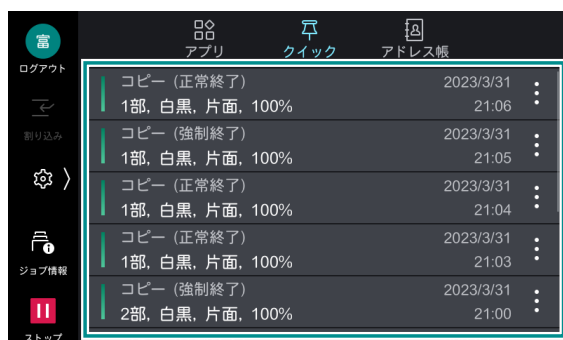 富
ログアウト
割り込み
ジョブ情報
ストップ
アプリ
クイック
アドレス帳
コピー (正常終了) 2023/3/31
1部, 白黒, 片面, 100% 21:06
コピー (強制終了) 2023/3/31
1部, 白黒, 片面, 100% 21:05
コピー (正常終了) 2023/3/31
1部, 白黒, 片面, 100% 21:04
コピー (正常終了) 2023/3/31
1部, 白黒, 片面, 100% 21:03
コピー (強制終了) 2023/3/31
2部, 白黒, 片面, 100% 21:00